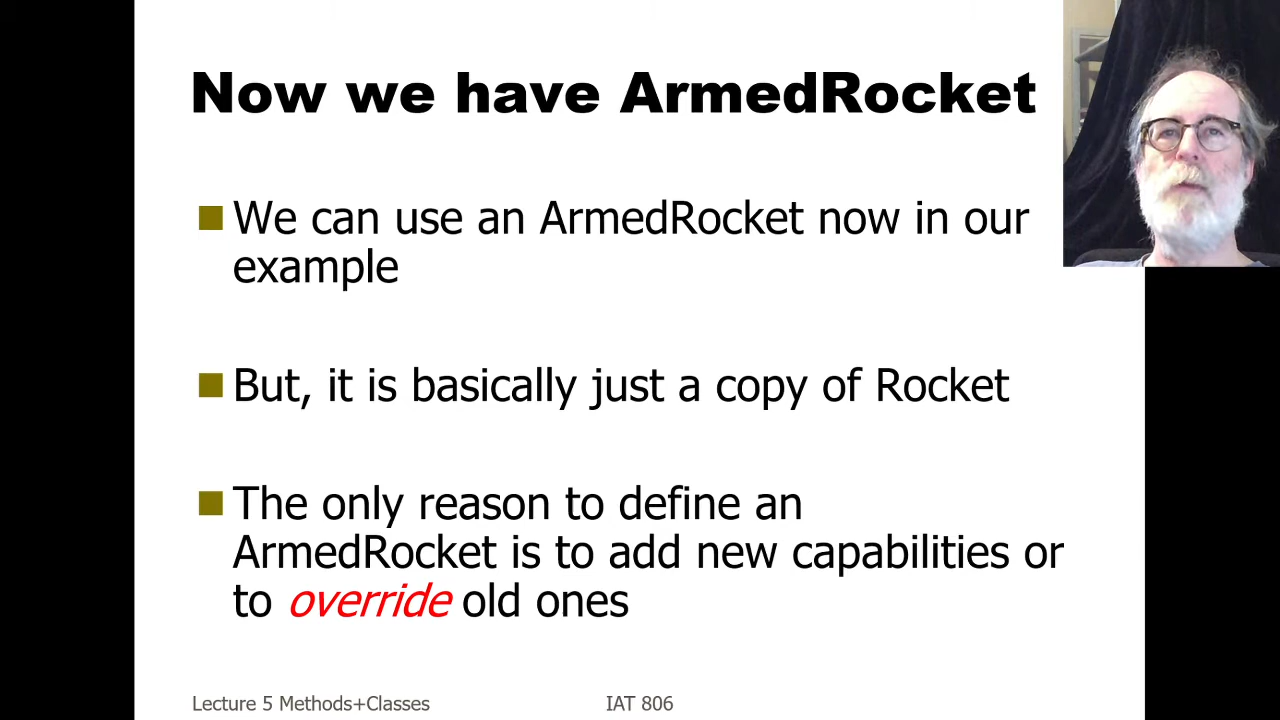 Now we have ArmedRocket
We can use an ArmedRocket now in our
example
But, it is basically just a copy of Rocket
The only reason to define an
ArmedRocket is to add new capabilities or
to override old ones
Lecture 5 Methods+Classes
IAT 806